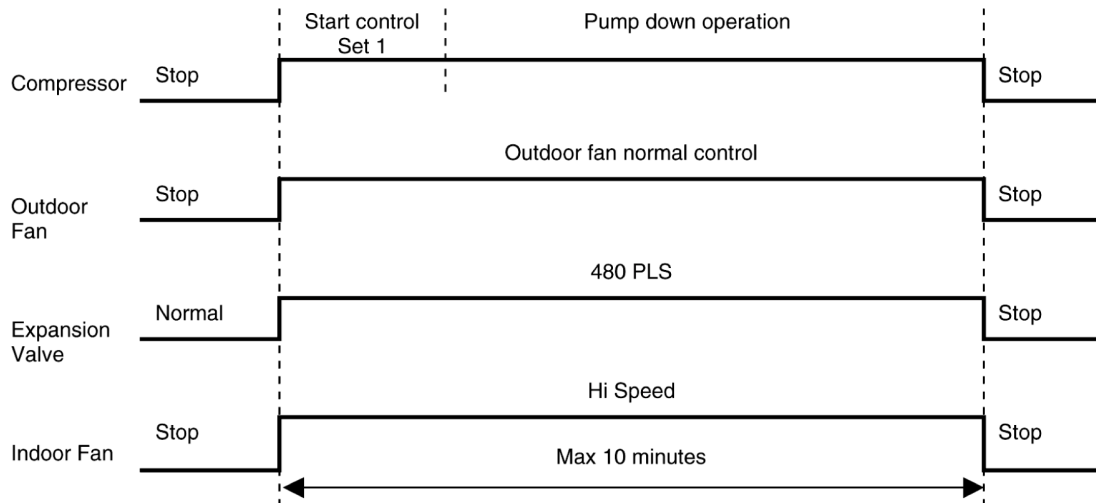 Start control
Set 1
Pump down operation
Compressor
Stop
Stop
Outdoor fan normal control
Outdoor
Fan
Stop
Stop
480 PLS
Expansion
Valve
Normal
Stop
Hi Speed
Indoor Fan
Stop
Stop
Max 10 minutes